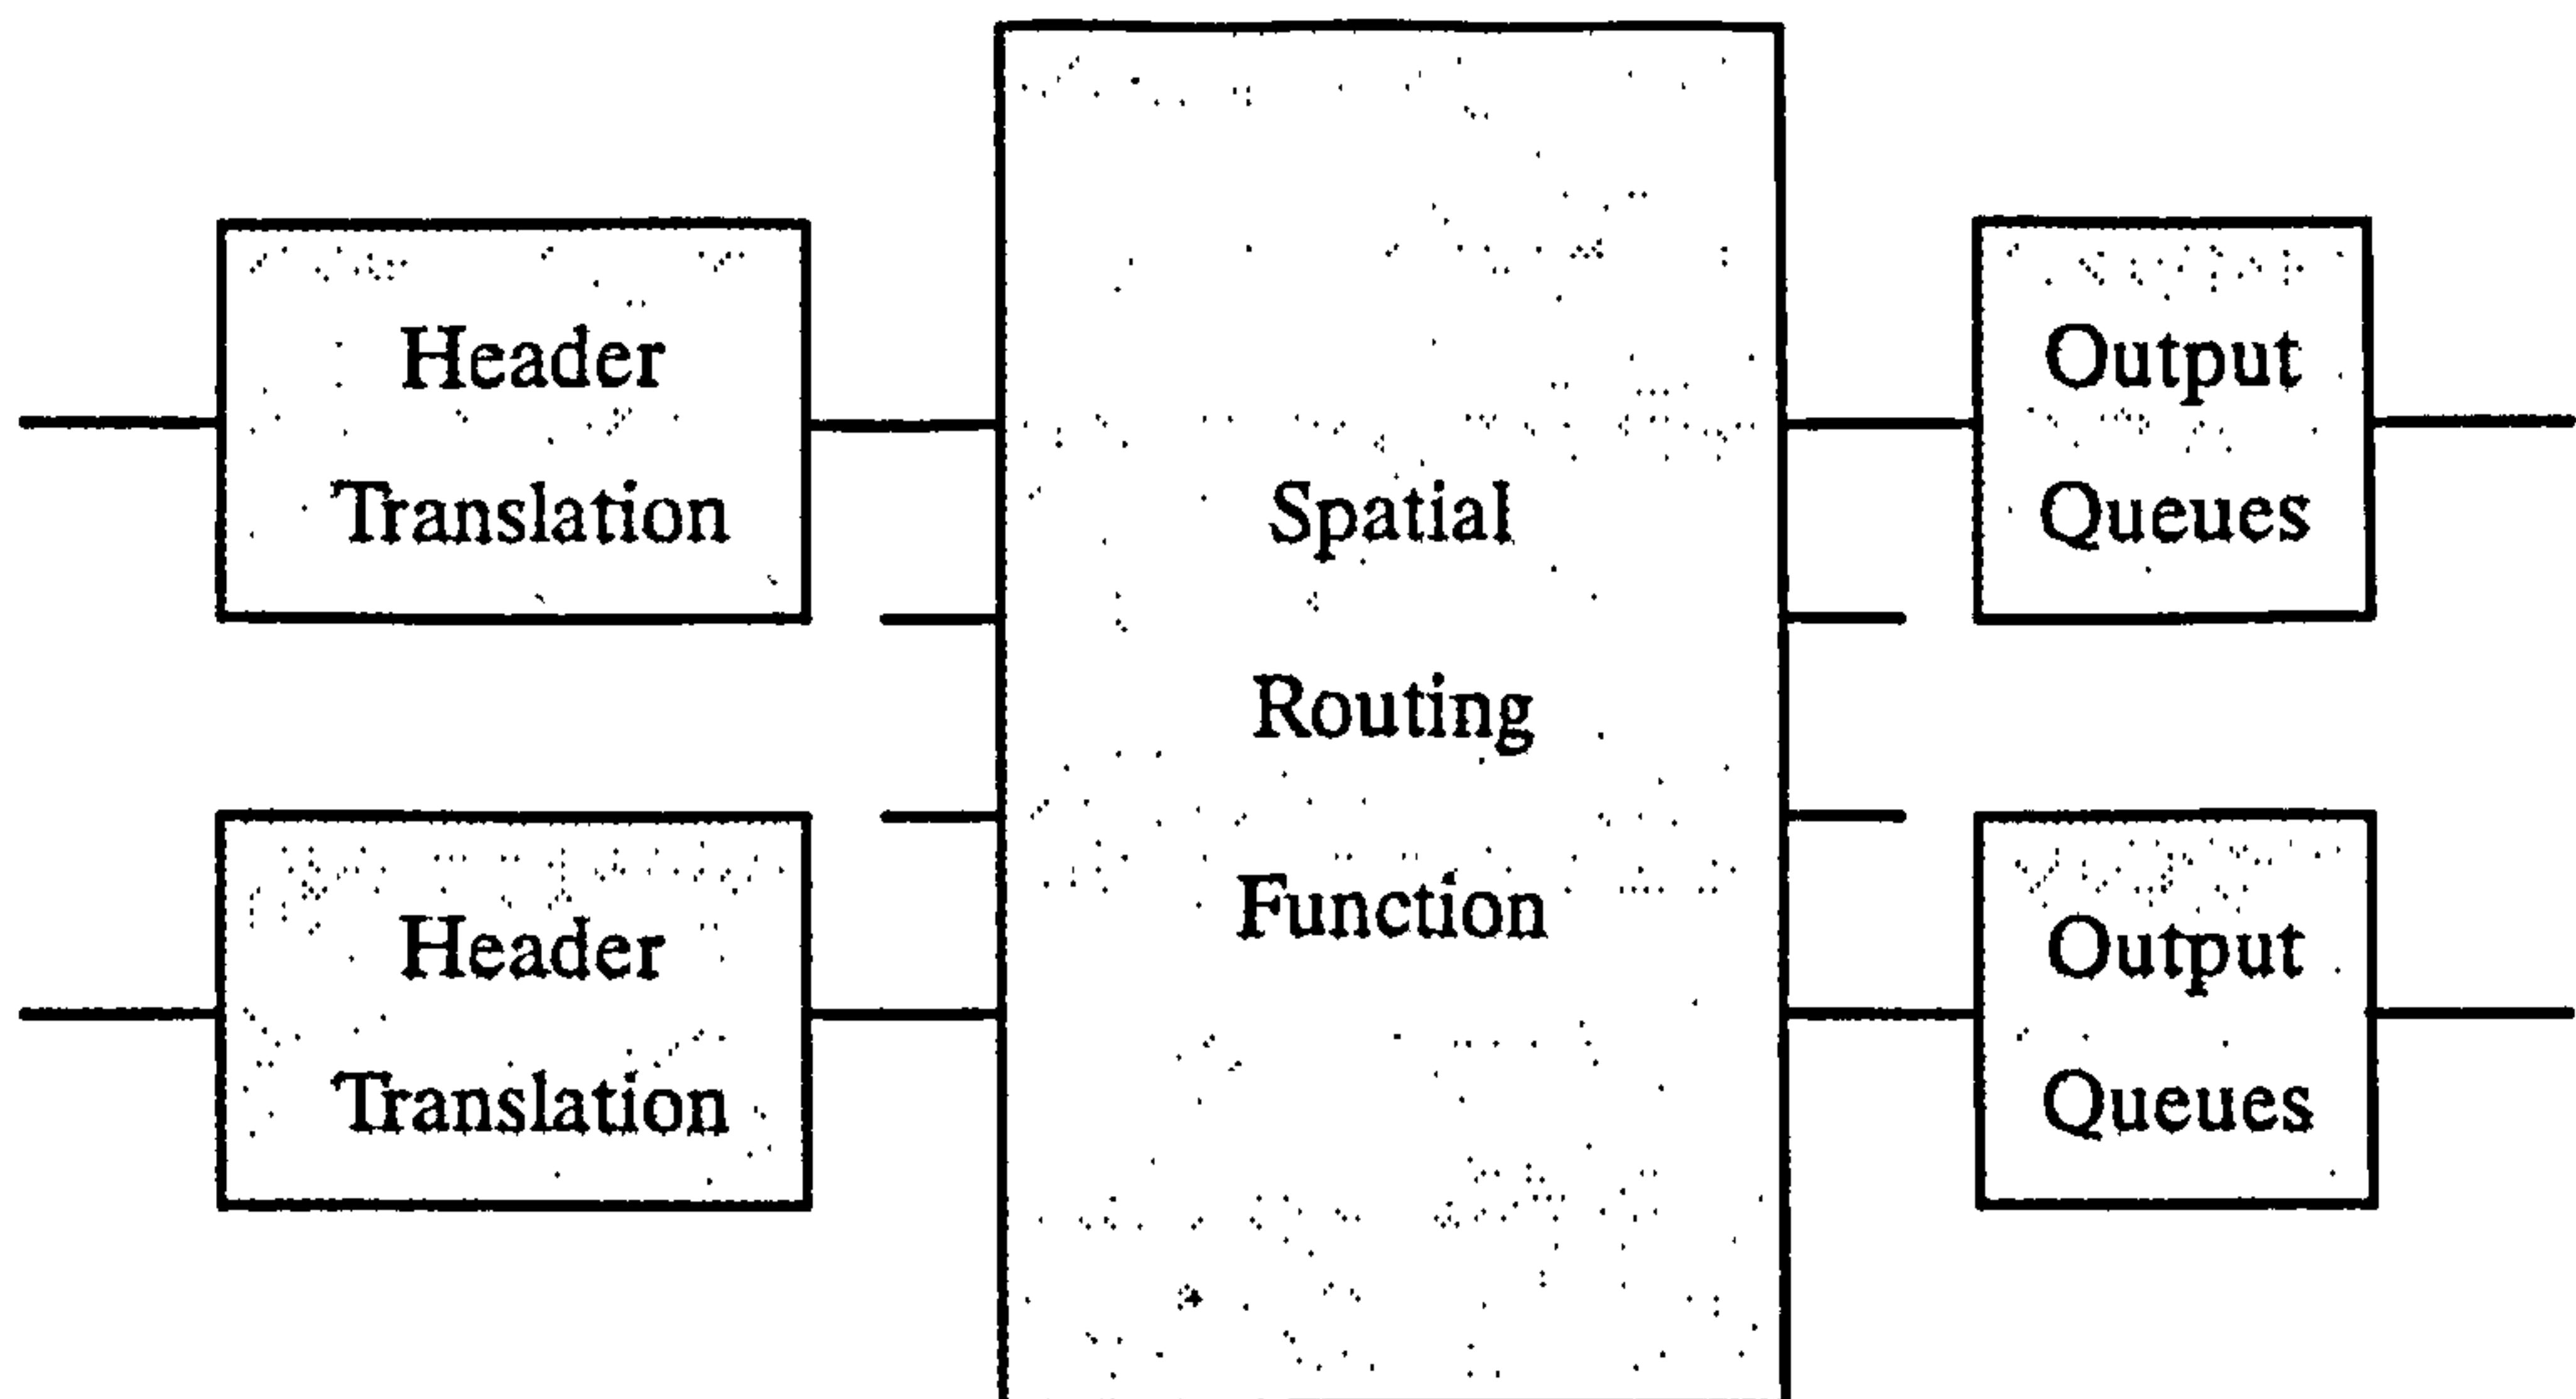 Header
Translation
Spatial
Routing
Function
Output
Queues
Header
Translation
Output
Queues